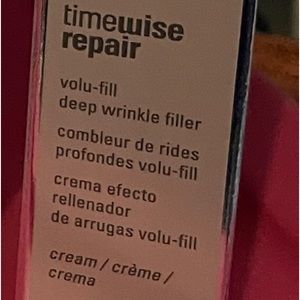 timewise
repair
volu-fill
deep wrinkle filler
combleur de rides
profondes volu-fill
crema efecto
rellenador
de arrugas volu-fill
cream / crème /
crema